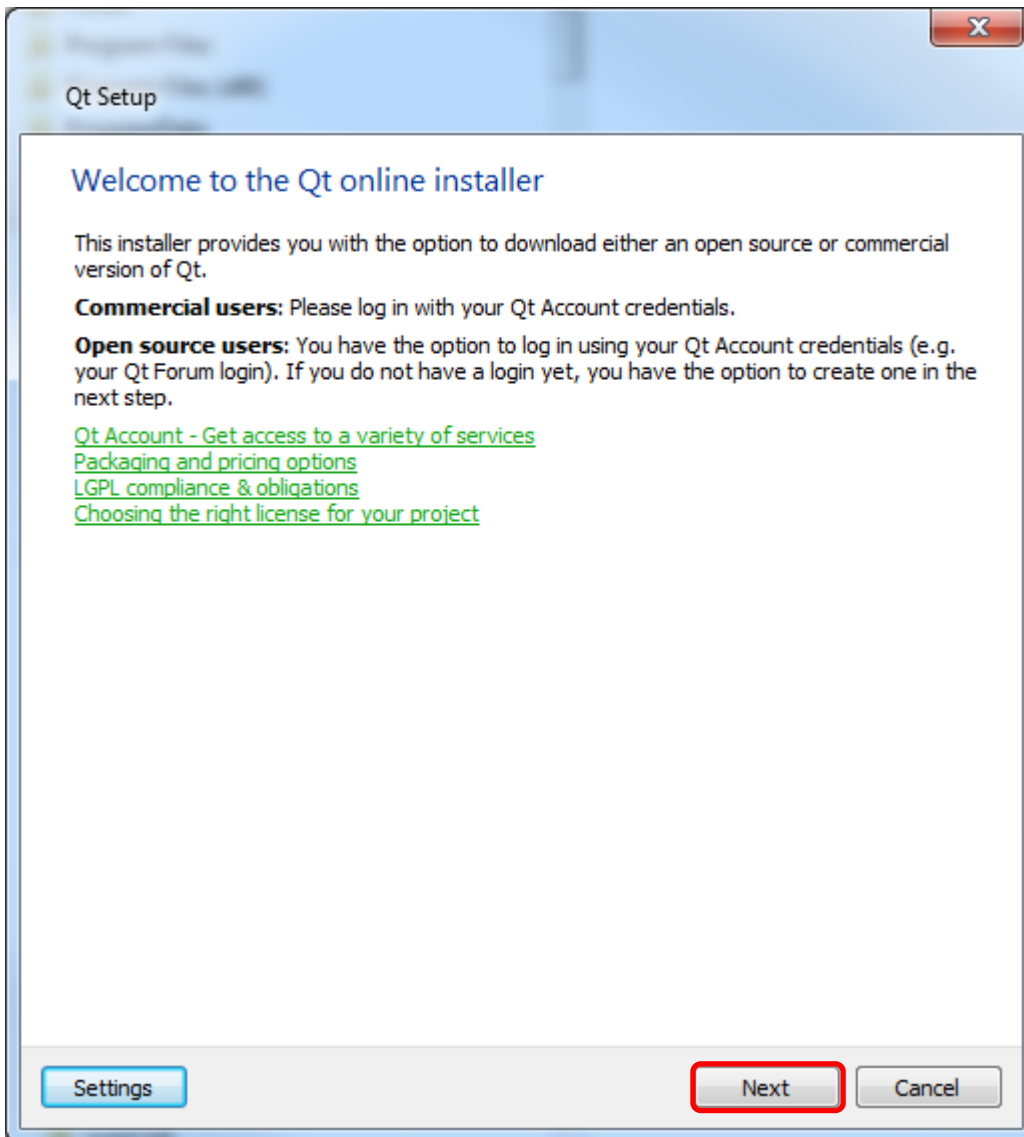 Program Files
Qt Setup
Welcome to the Qt online installer
This installer provides you with the option to download either an open source or commercial
version of Qt.
Commercial users: Please log in with your Qt Account credentials.
Open source users: You have the option to log in using your Qt Account credentials (e.g.
your Qt Forum login). If you do not have a login yet, you have the option to create one in the
next step.
Qt Account - Get access to a variety of services
Packaging and pricing options
LGPL compliance & obligations
Choosing the right license for your project
Settings
Next
Cancel